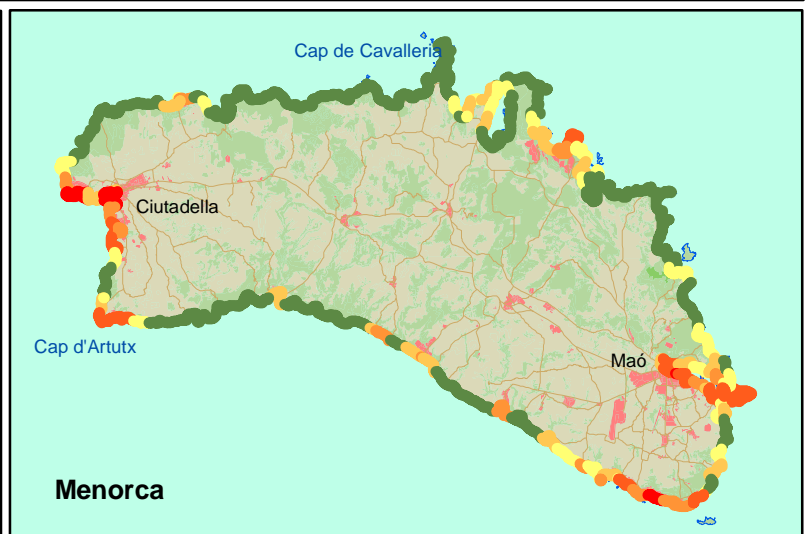 Cap de Cavalleria
Ciutadella
Cap d'Artutx
Maó
Menorca